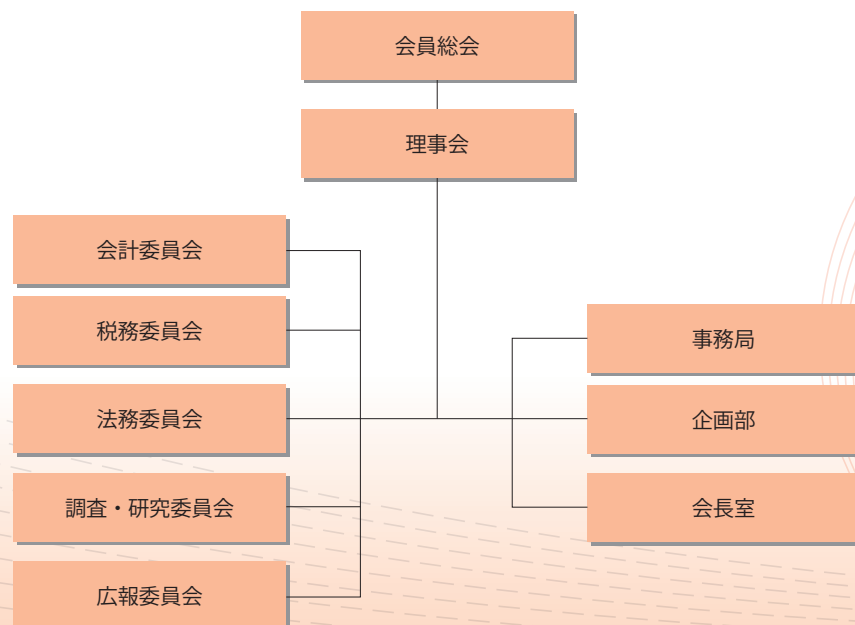 会員総会
理事会
会計委員会
税務委員会
法務委員会
調査・研究委員会
広報委員会
事務局
企画部
会長室